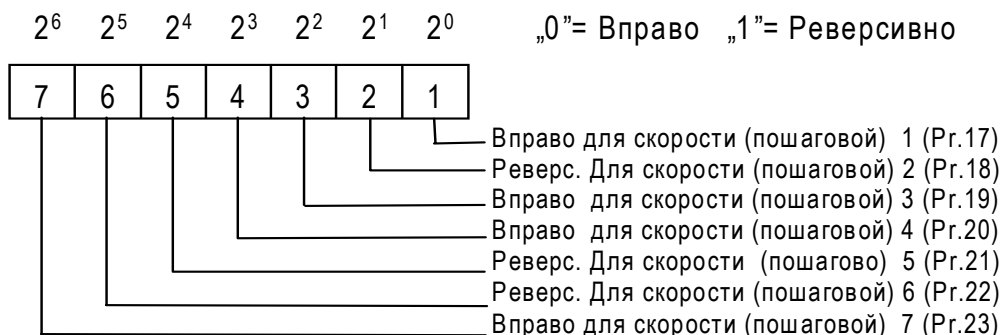 2⁶ 2⁵ 2⁴ 2³ 2² 2¹ 2⁰ „0”= Вправо „1”= Реверсивно
7 6 5 4 3 2 1
Вправо для скорости (пошаговой) 1 (Pr.17)
Реверс. Для скорости (пошаговой) 2 (Pr.18)
Вправо для скорости (пошаговой) 3 (Pr.19)
Вправо для скорости (пошаговой) 4 (Pr.20)
Реверс. Для скорости (пошагово) 5 (Pr.21)
Реверс. Для скорости (пошаговой) 6 (Pr.22)
Вправо для скорости (пошаговой) 7 (Pr.23)